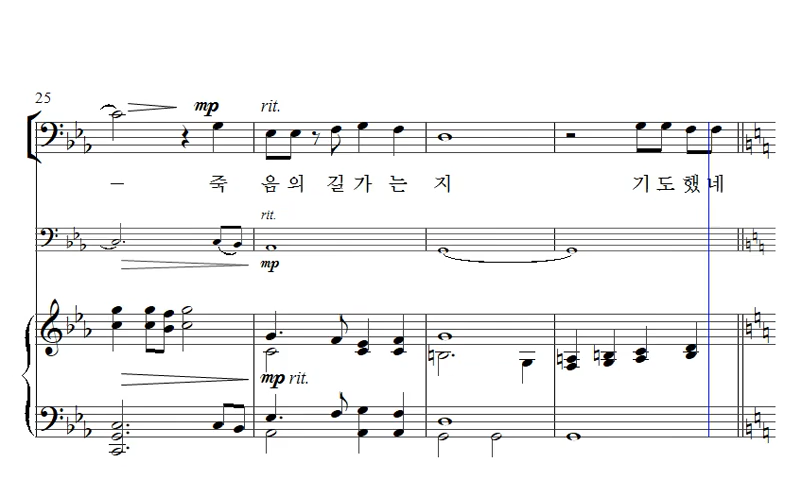 25
mp rit.
– 죽 음의 길가는 지 기도했네
rit.
mp
mp rit.